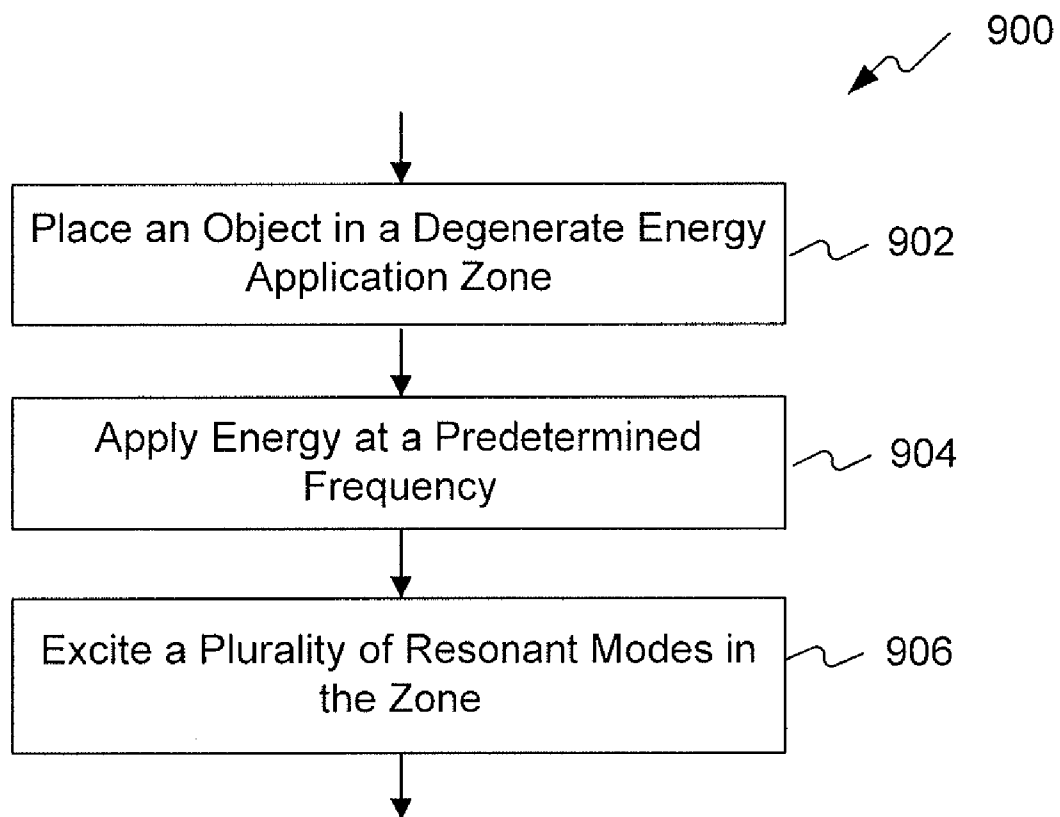 900
Place an Object in a Degenerate Energy
Application Zone
902
Apply Energy at a Predetermined
Frequency
904
Excite a Plurality of Resonant Modes in
the Zone
906